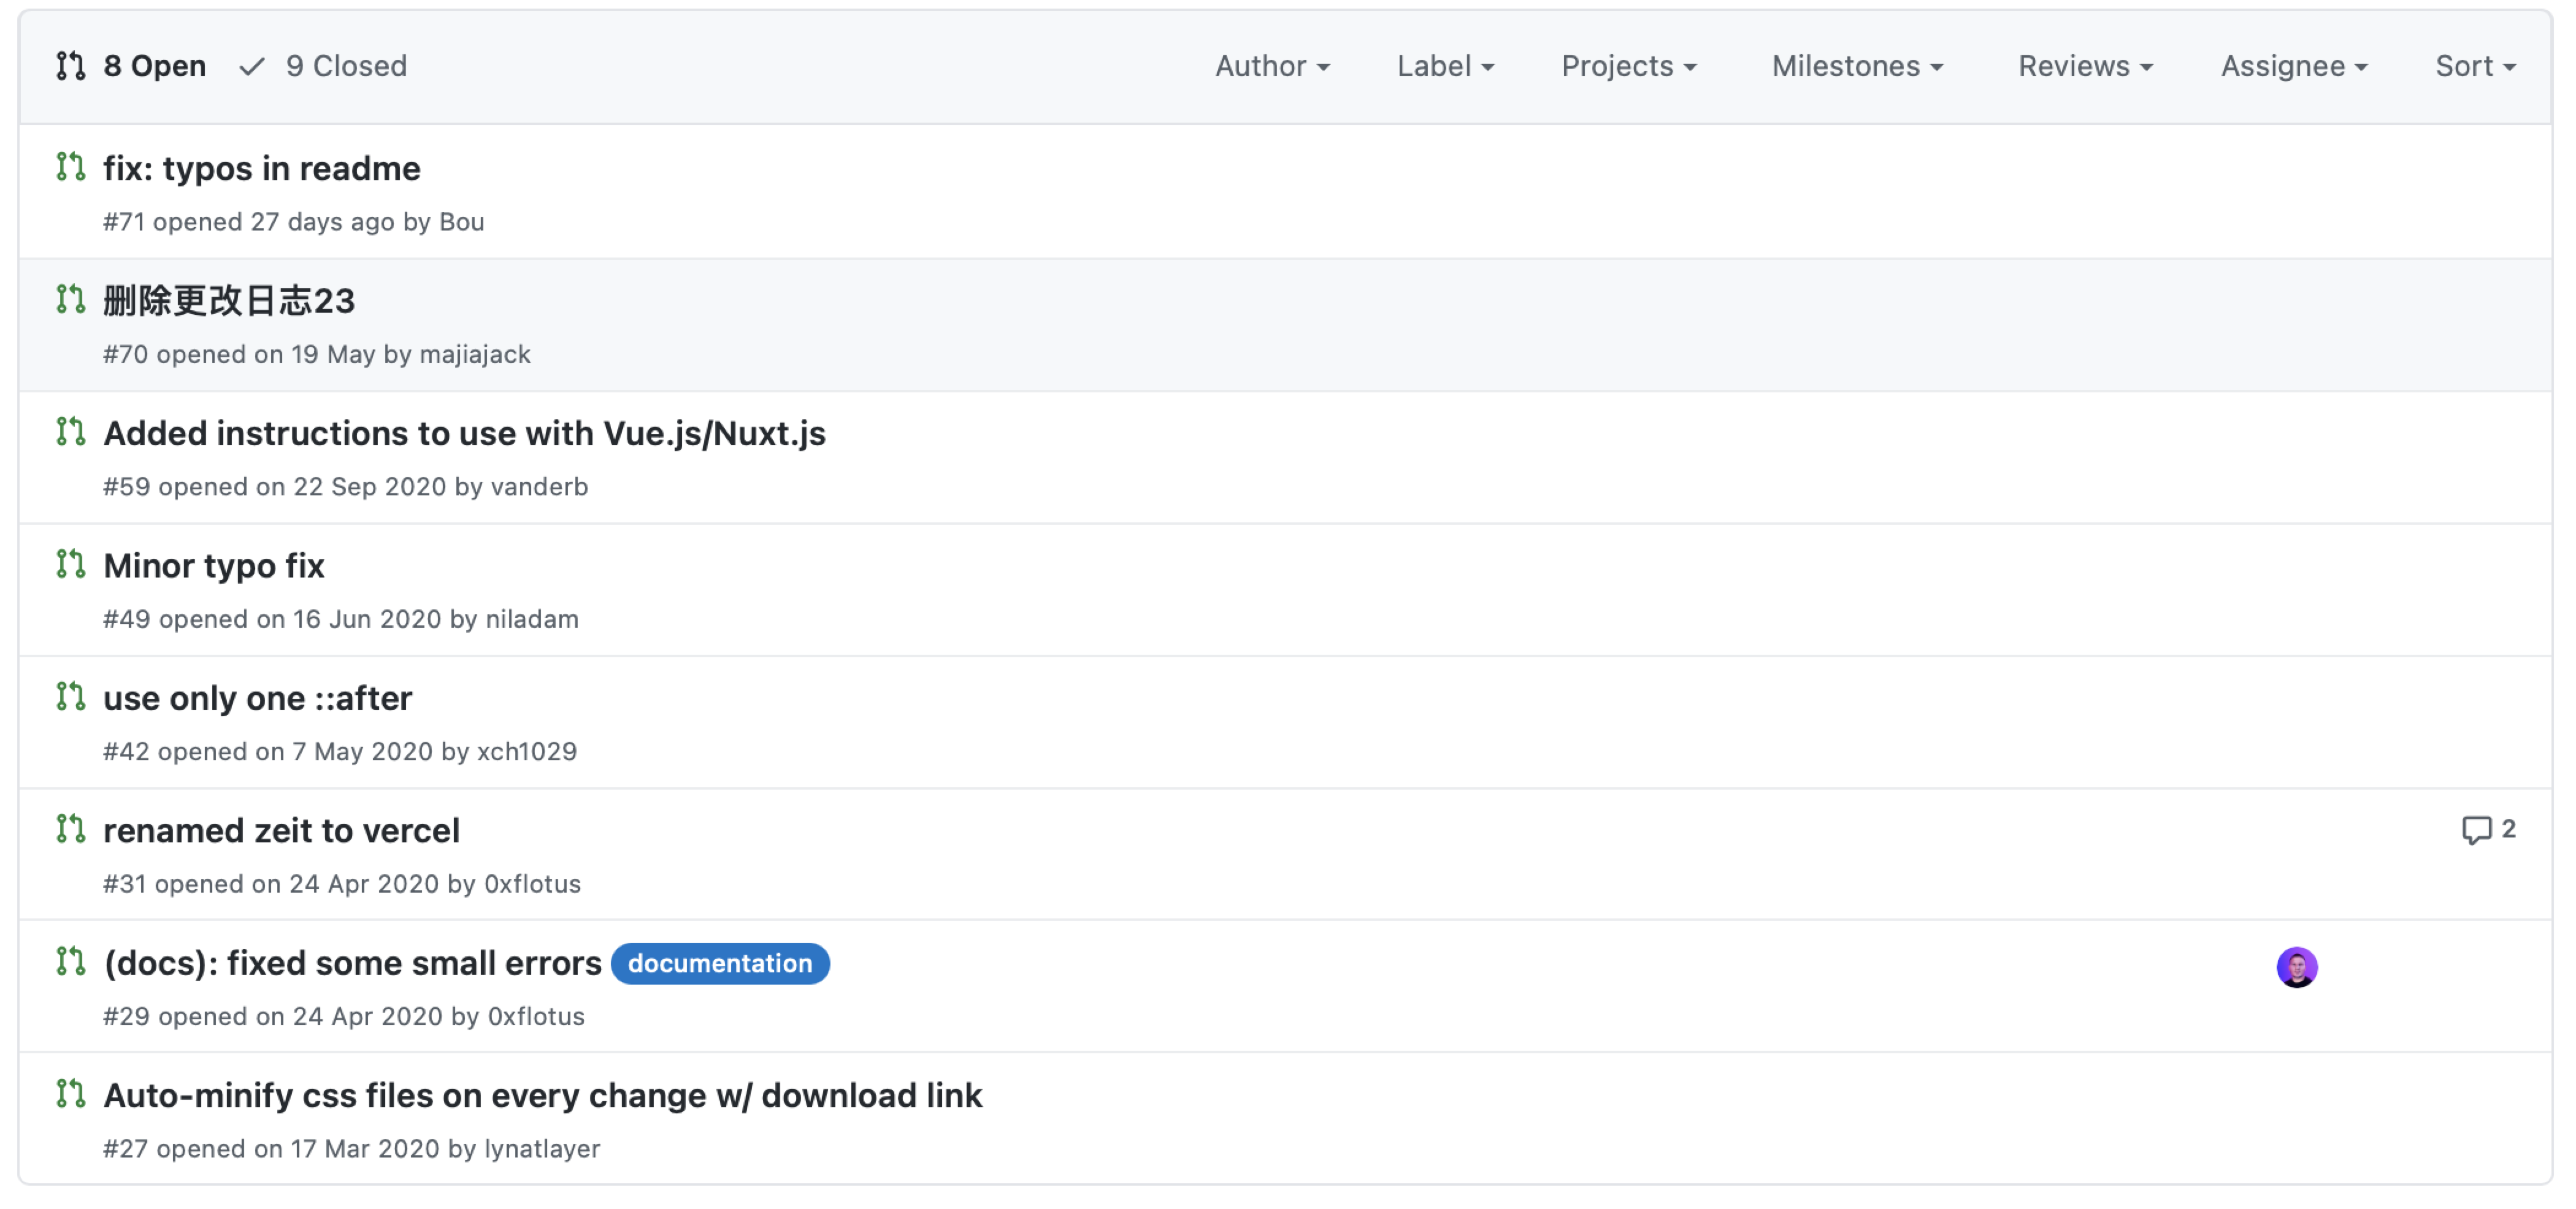 8 Open 9 Closed Author Label Projects Milestones Reviews Assignee Sort
fix: typos in readme
#71 opened 27 days ago by Bou
删除更改日志23
#70 opened on 19 May by majiajack
Added instructions to use with Vue.js/Nuxt.js
#59 opened on 22 Sep 2020 by vanderb
Minor typo fix
#49 opened on 16 Jun 2020 by niladam
use only one ::after
#42 opened on 7 May 2020 by xch1029
renamed zeit to vercel 2
#31 opened on 24 Apr 2020 by 0xflotus
(docs): fixed some small errors documentation
#29 opened on 24 Apr 2020 by 0xflotus
Auto-minify css files on every change w/ download link
#27 opened on 17 Mar 2020 by lynatlayer